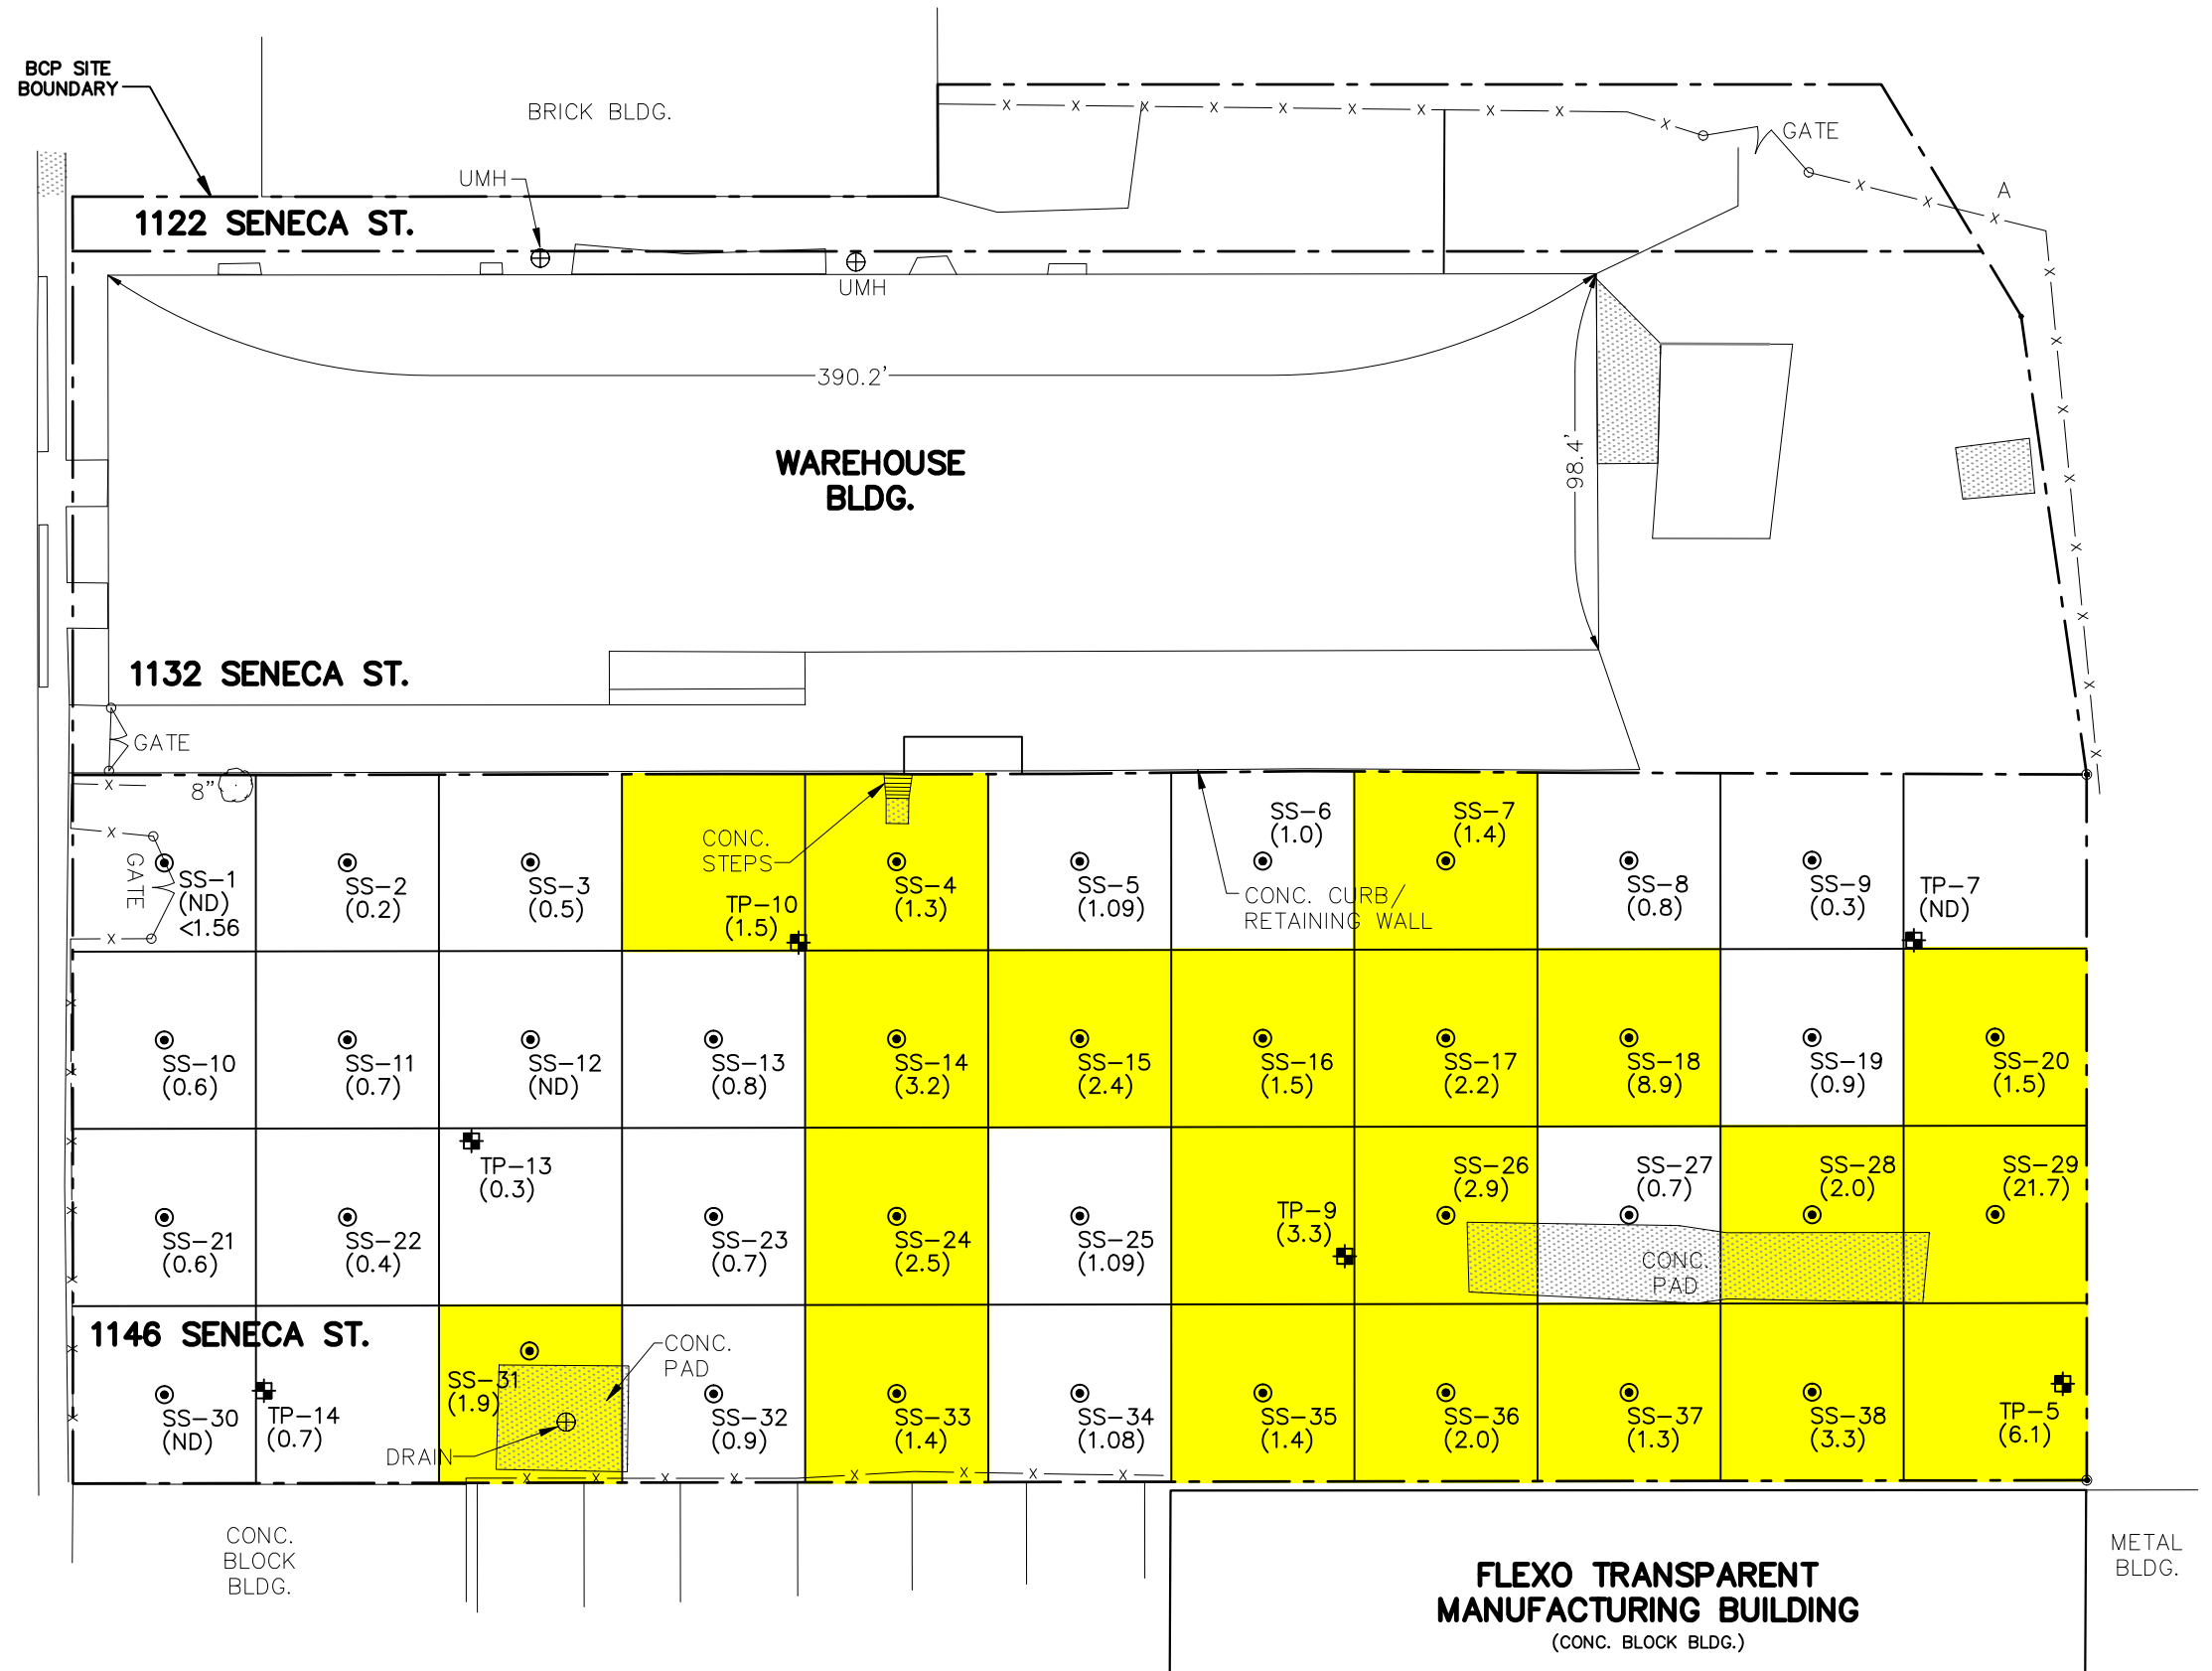 BCP SITE
BOUNDARY
BRICK BLDG.
GATE
UMH
A
1122 SENECA ST.
UMH
390.2'
98.4'
WAREHOUSE
BLDG.
1132 SENECA ST.
GATE
8"
GATE
CONC.
STEPS
CONC. CURB/
RETAINING WALL
SS-1
(ND)
<1.56
SS-2
(0.2)
SS-3
(0.5)
TP-10
(1.5)
SS-4
(1.3)
SS-5
(1.09)
SS-6
(1.0)
SS-7
(1.4)
SS-8
(0.8)
SS-9
(0.3)
TP-7
(ND)
SS-10
(0.6)
SS-11
(0.7)
SS-12
(ND)
SS-13
(0.8)
SS-14
(3.2)
SS-15
(2.4)
SS-16
(1.5)
SS-17
(2.2)
SS-18
(8.9)
SS-19
(0.9)
SS-20
(1.5)
SS-21
(0.6)
SS-22
(0.4)
TP-13
(0.3)
SS-23
(0.7)
SS-24
(2.5)
SS-25
(1.09)
TP-9
(3.3)
SS-26
(2.9)
SS-27
(0.7)
SS-28
(2.0)
SS-29
(21.7)
CONC.
PAD
1146 SENECA ST.
SS-30
(ND)
TP-14
(0.7)
SS-31
(1.9)
CONC.
PAD
DRAIN
SS-32
(0.9)
SS-33
(1.4)
SS-34
(1.08)
SS-35
(1.4)
SS-36
(2.0)
SS-37
(1.3)
SS-38
(3.3)
TP-5
(6.1)
CONC.
BLOCK
BLDG.
FLEXO TRANSPARENT
MANUFACTURING BUILDING
(CONC. BLOCK BLDG.)
METAL
BLDG.